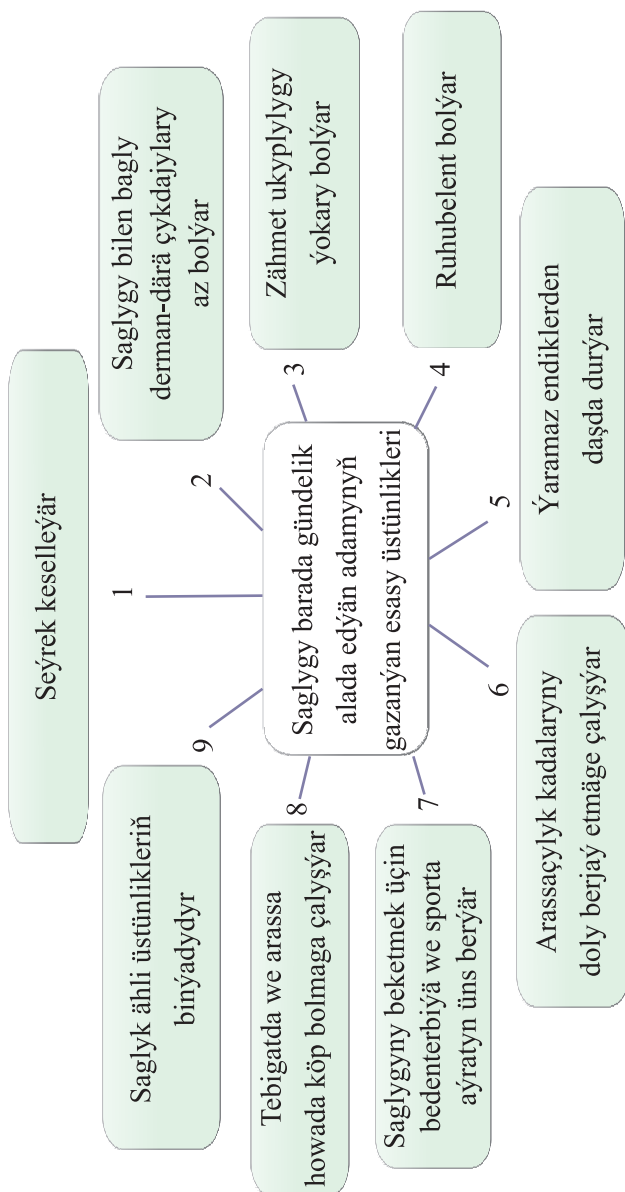 Seýrek keselleýär
1
Saglygy bilen bagly
derman-därä çykdajylary
az bolýar
2
Zähmet ukyplylygy
ýokary bolýar
3
Ruhubelent bolýar
4
Ýaramaz endiklerden
daşda durýar
5
Arassaçylyk kadalaryny
doly berjaý etmäge çalyşýar
6
Saglygyny beketmek üçin
bedenterbiýä we sporta
aýratyn üns berýär
7
Tebigatda we arassa
howada köp bolmaga çalyşýar
8
Saglyk ähli üstünlikleriň
binýadydyr
9
Saglygy barada gündelik
alada edýän adamynyň
gazanýan esasy üstünlikleri